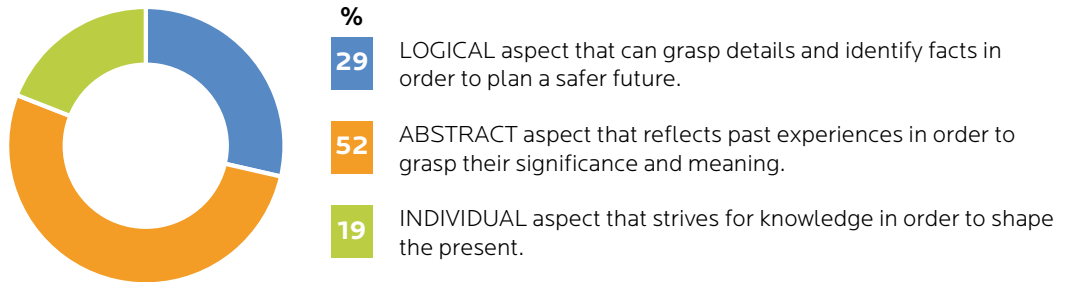 %
29 LOGICAL aspect that can grasp details and identify facts in
order to plan a safer future.
52 ABSTRACT aspect that reflects past experiences in order to
grasp their significance and meaning.
19 INDIVIDUAL aspect that strives for knowledge in order to shape
the present.